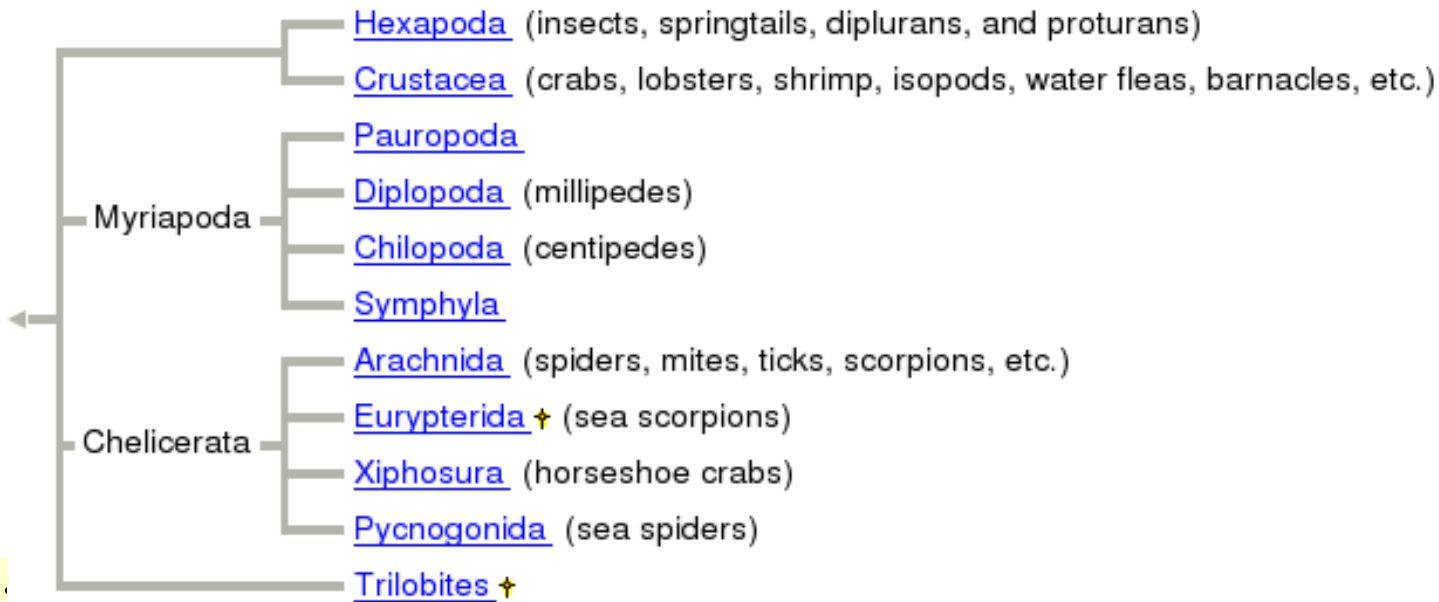 Hexapoda (insects, springtails, diplurans, and proturans)
Crustacea (crabs, lobsters, shrimp, isopods, water fleas, barnacles, etc.)
Pauropoda
Diplopoda (millipedes)
Myriapoda
Chilopoda (centipedes)
Symphyla
Arachnida (spiders, mites, ticks, scorpions, etc.)
Eurypterida † (sea scorpions)
Chelicerata
Xiphosura (horseshoe crabs)
Pycnogonida (sea spiders)
Trilobites †